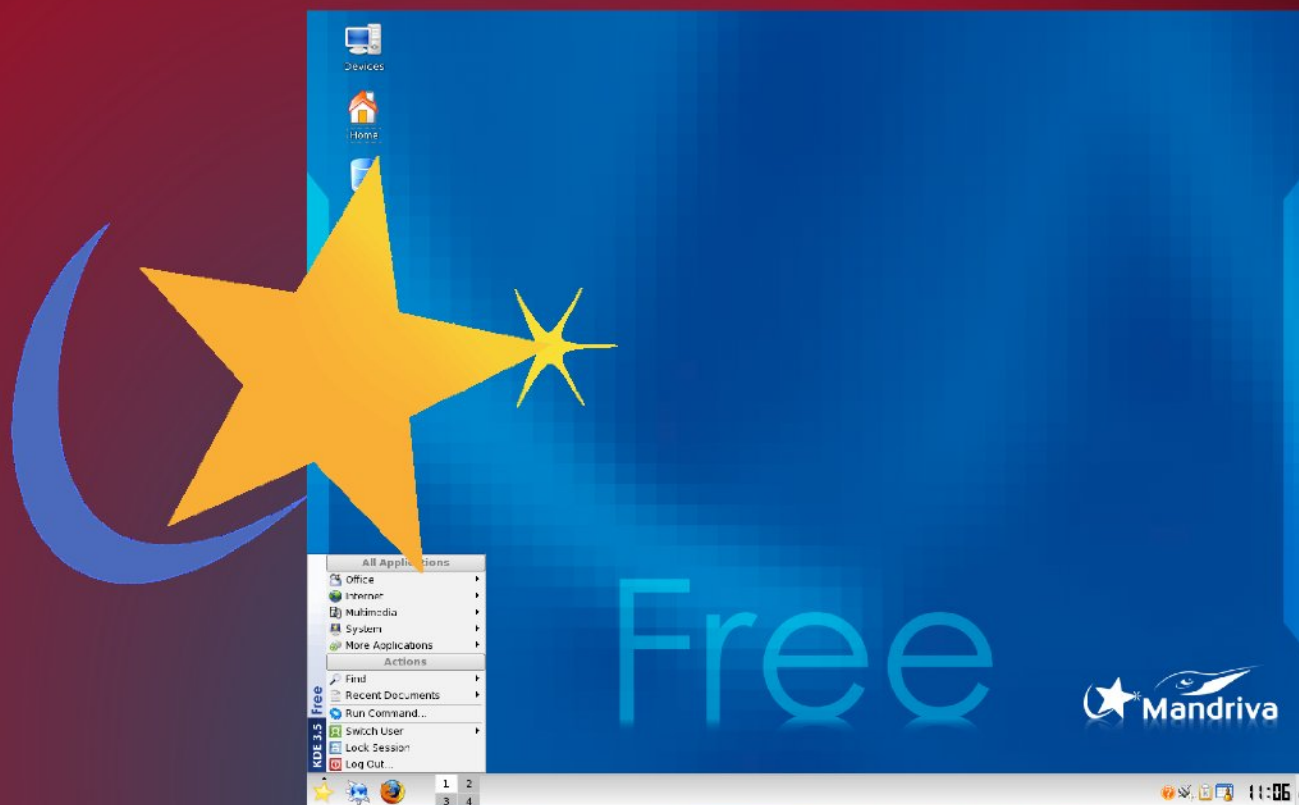 Devices
Home
All Applications
Office
Internet
Multimedia
System
More Applications
Actions
Find
Recent Documents
Run Command...
Switch User
Lock Session
Log Out...
KDE 3.5 Free
Free
Mandriva
1 2
3 4
11:06